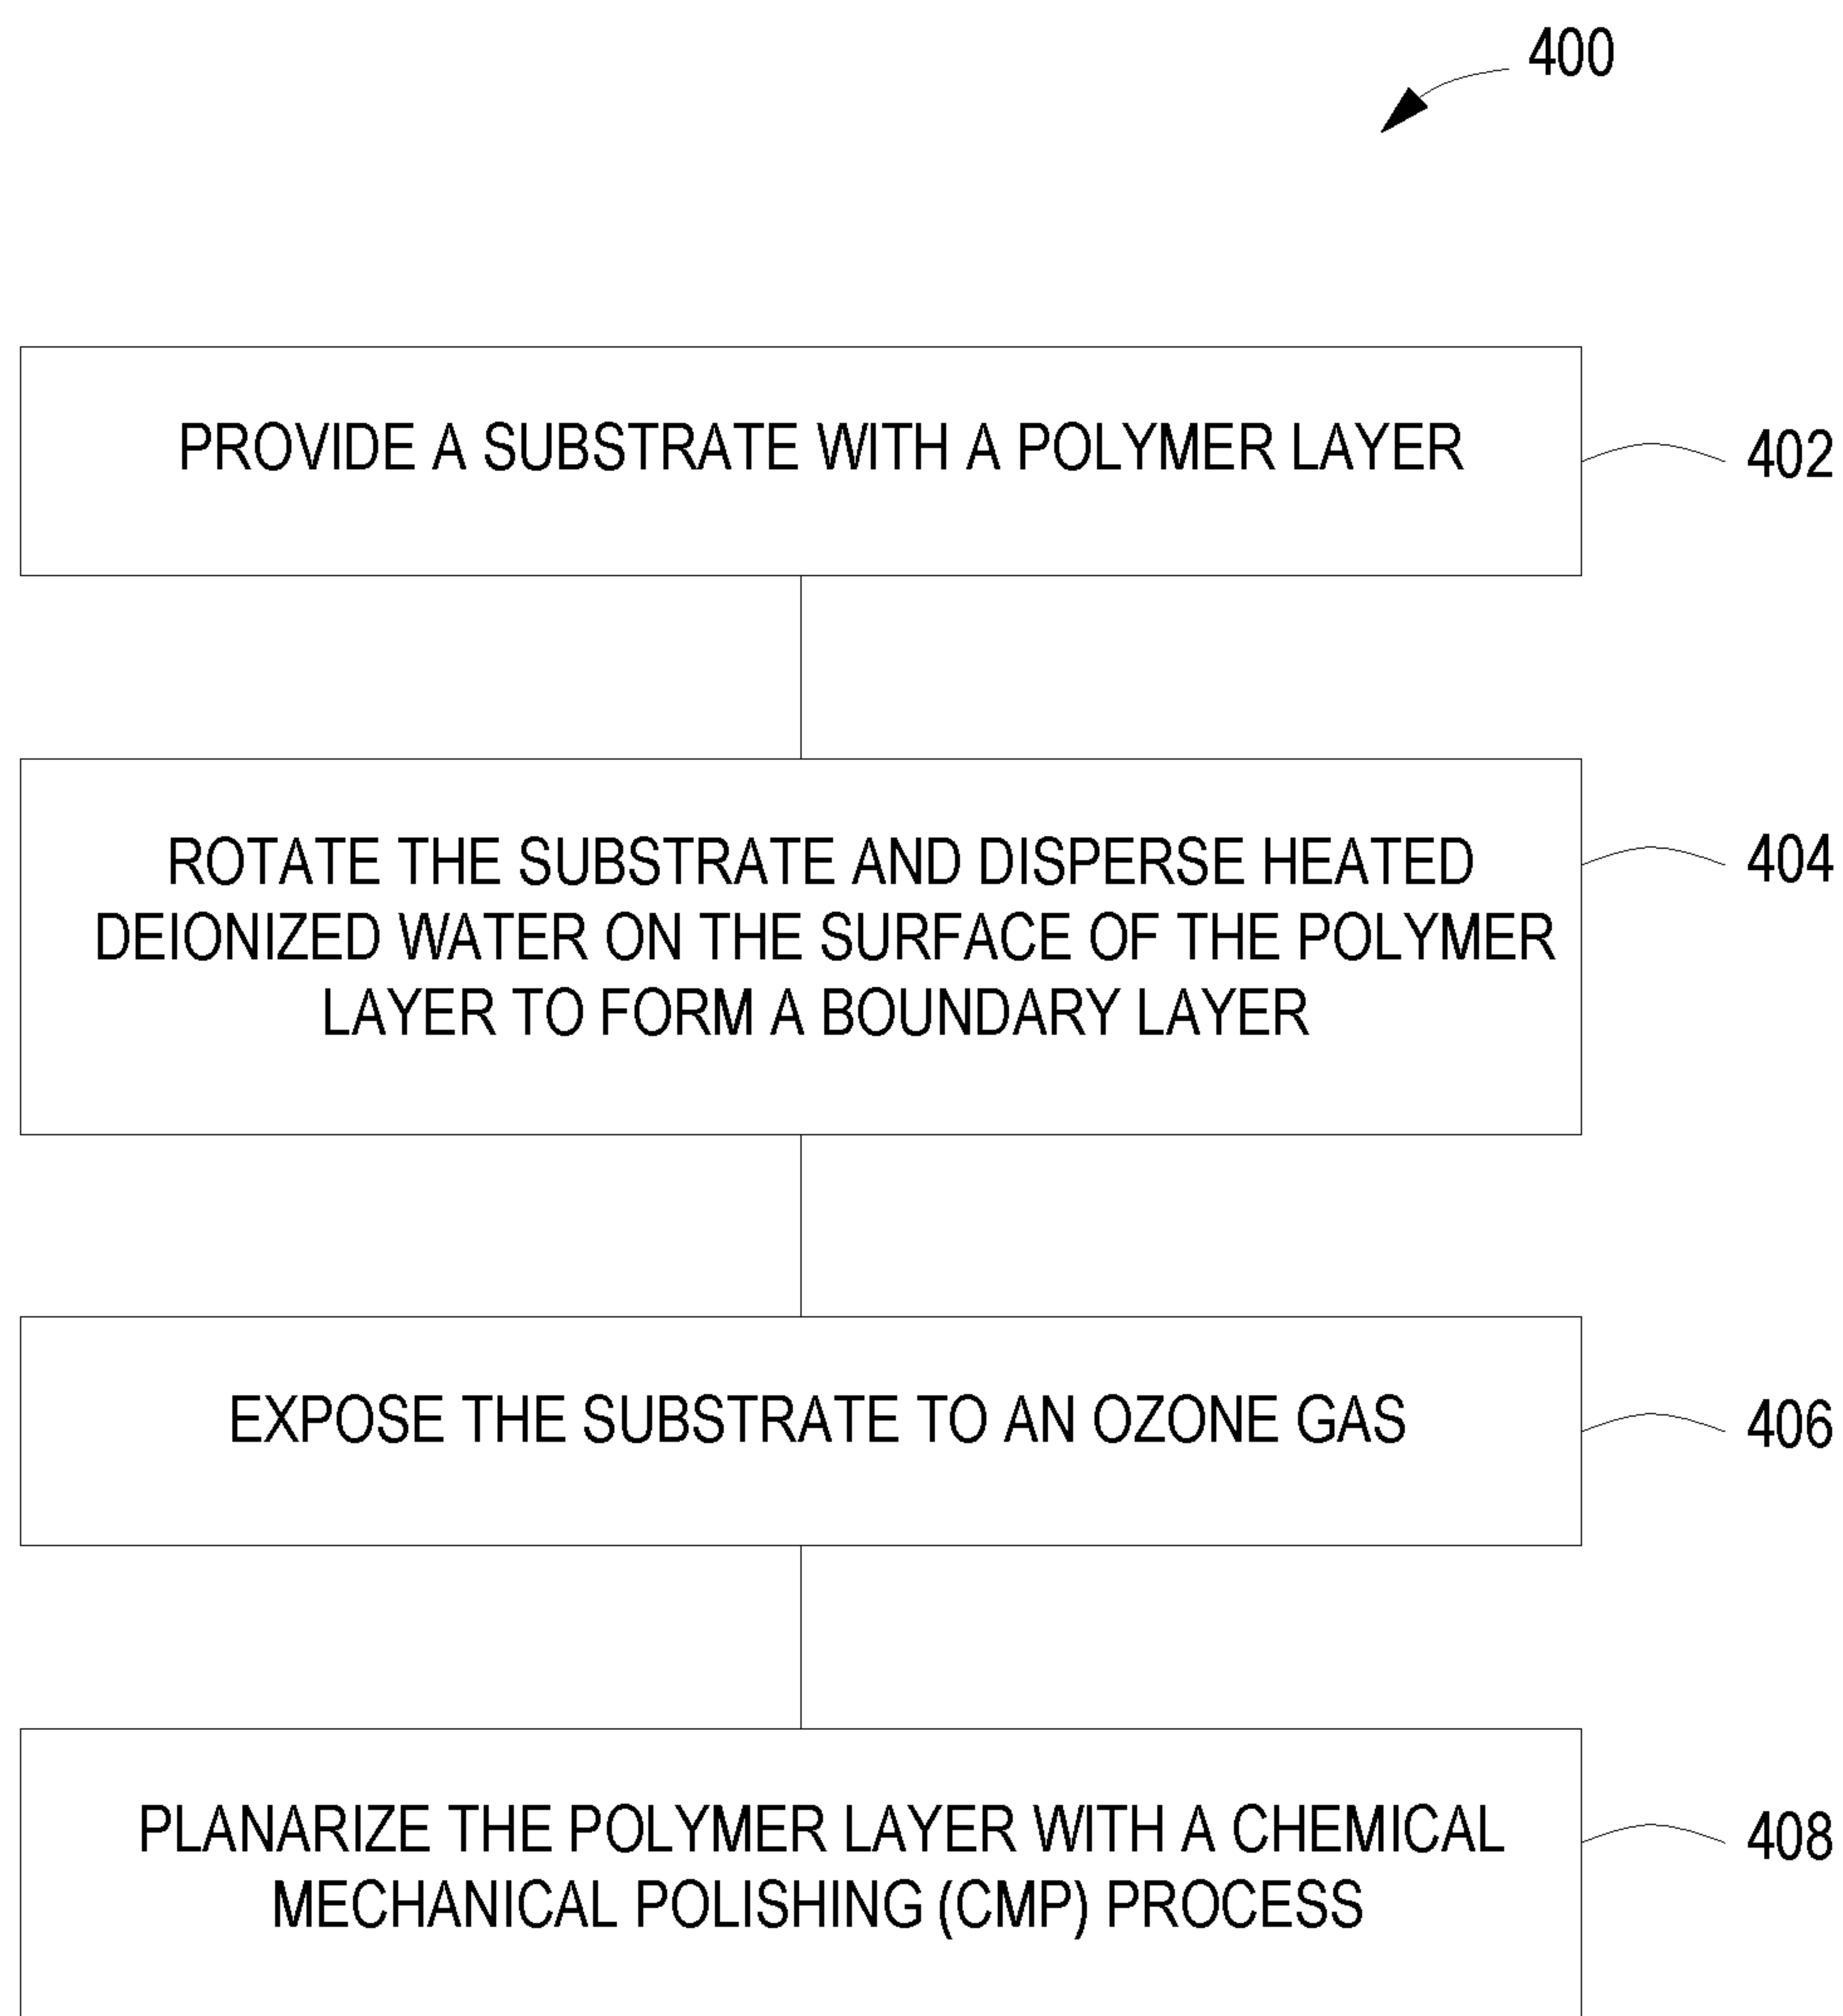 400
PROVIDE A SUBSTRATE WITH A POLYMER LAYER
402
ROTATE THE SUBSTRATE AND DISPERSE HEATED
DEIONIZED WATER ON THE SURFACE OF THE POLYMER
LAYER TO FORM A BOUNDARY LAYER
404
EXPOSE THE SUBSTRATE TO AN OZONE GAS
406
PLANARIZE THE POLYMER LAYER WITH A CHEMICAL
MECHANICAL POLISHING (CMP) PROCESS
408